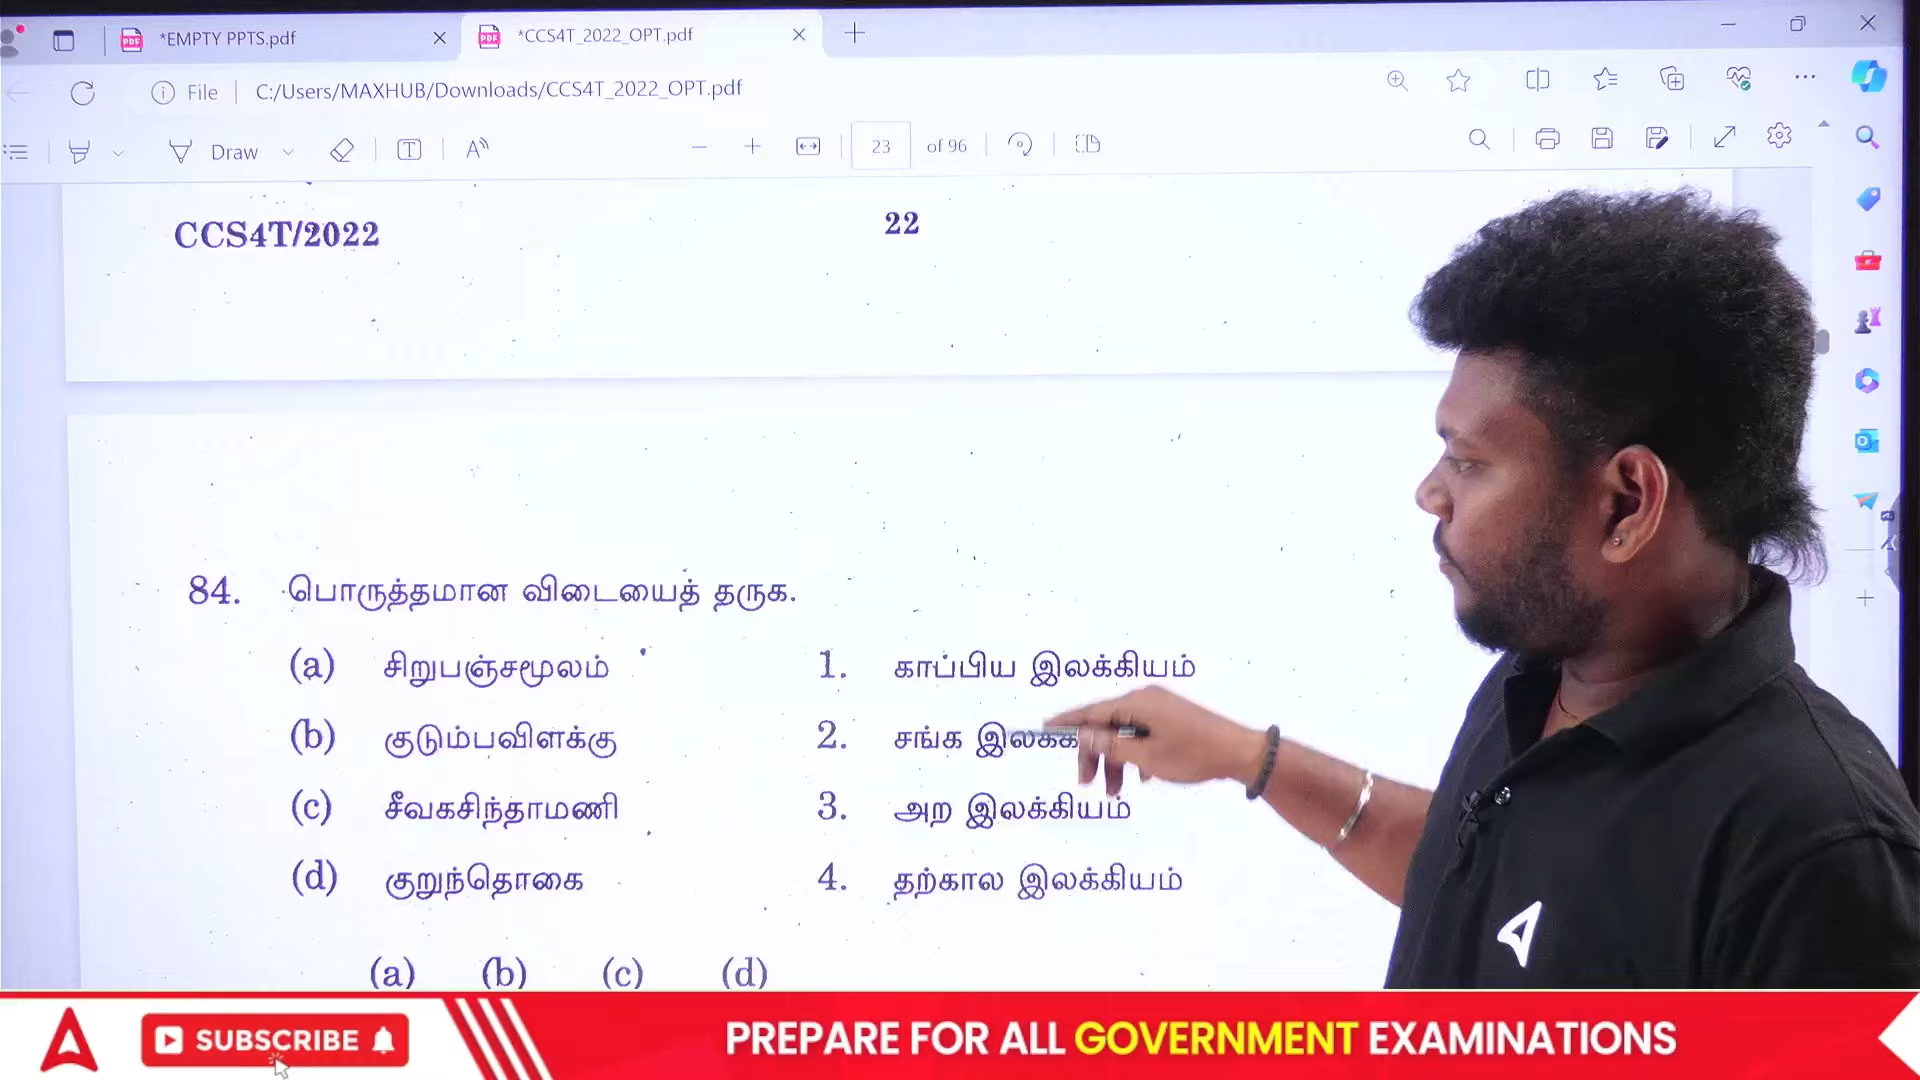 *EMPTY PPTS.pdf
*CCS4T_2022_OPT.pdf
File
C:/Users/MAXHUB/Downloads/CCS4T_2022_OPT.pdf
Draw
23 of 96
CCS4T/2022
22
84. பொருத்தமான விடையைத் தருக.
(a) சிறுபஞ்சமூலம் 1. காப்பிய இலக்கியம்
(b) குடும்பவிளக்கு 2. சங்க
(c) சீவகசிந்தாமணி 3. அற இலக்கியம்
(d) குறுந்தொகை 4. தற்கால இலக்கியம்
(a) (b) (c) (d)
SUBSCRIBE
PREPARE FOR ALL GOVERNMENT EXAMINATIONS